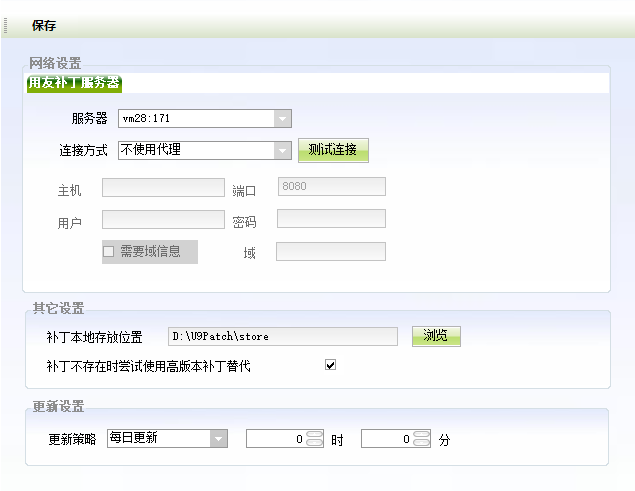 保存
网络设置
用友补丁服务器
服务器 vm28:171
连接方式 不使用代理 测试连接
主机 端口 8080
用户 密码
需要域信息 域
其它设置
补丁本地存放位置 D:\U9Patch\store 浏览
补丁不存在时尝试使用高版本补丁替代
更新设置
更新策略 每日更新 0 时 0 分